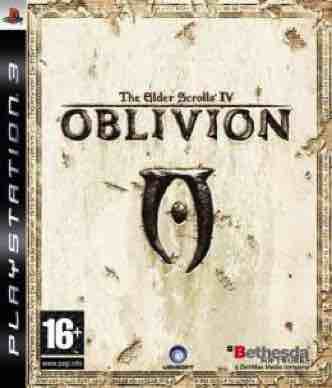 PLAYSTATION 3
The Elder Scrolls IV
OBLIVION
16+
www.pegi.info
UBISOFT
Bethesda
SOFTWORKS
a ZeniMax Media company